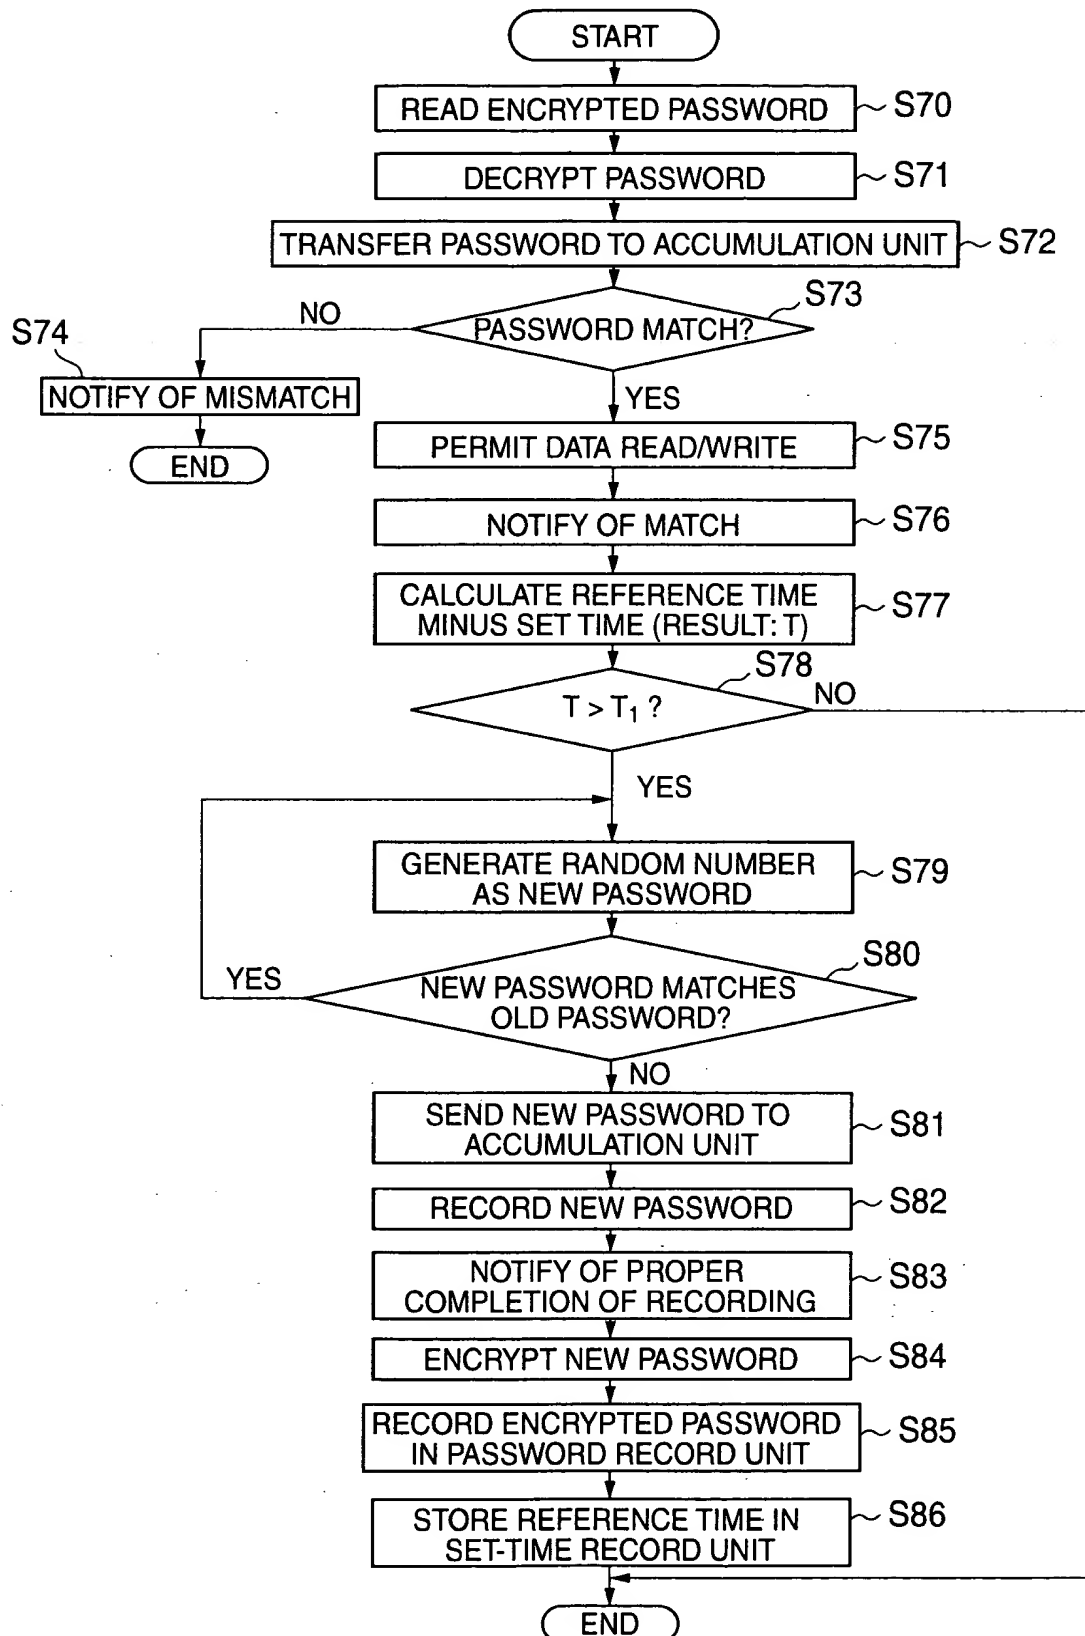 START
READ ENCRYPTED PASSWORD
S70
DECRYPT PASSWORD
S71
TRANSFER PASSWORD TO ACCUMULATION UNIT
S72
PASSWORD MATCH?
S73
NO
S74
NOTIFY OF MISMATCH
END
YES
PERMIT DATA READ/WRITE
S75
NOTIFY OF MATCH
S76
CALCULATE REFERENCE TIME
MINUS SET TIME (RESULT: T)
S77
S78
T > T₁ ?
NO
YES
GENERATE RANDOM NUMBER
AS NEW PASSWORD
S79
S80
YES
NEW PASSWORD MATCHES
OLD PASSWORD?
NO
SEND NEW PASSWORD TO
ACCUMULATION UNIT
S81
RECORD NEW PASSWORD
S82
NOTIFY OF PROPER
COMPLETION OF RECORDING
S83
ENCRYPT NEW PASSWORD
S84
RECORD ENCRYPTED PASSWORD
IN PASSWORD RECORD UNIT
S85
STORE REFERENCE TIME IN
SET-TIME RECORD UNIT
S86
END